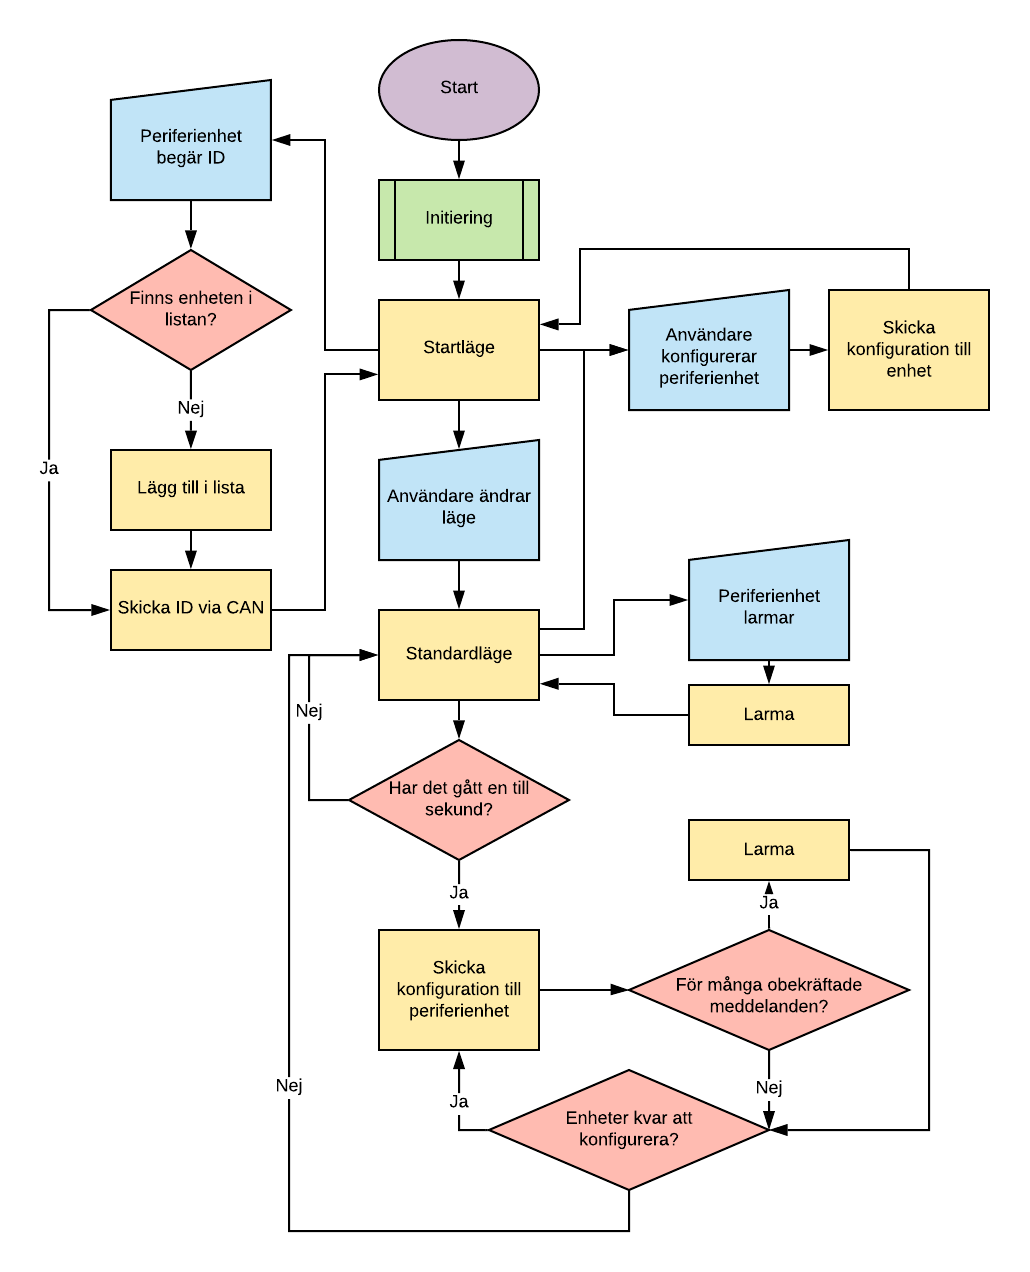 Start
Periferienhet
begär ID
Initiering
Finns enheten i
listan?
Startläge
Användare
konfigurerar
periferienhet
Skicka
konfiguration till
enhet
Nej
Ja
Lägg till i lista
Användare ändrar
läge
Skicka ID via CAN
Periferienhet
larmar
Standardläge
Nej
Larma
Har det gått en till
sekund?
Larma
Ja
Ja
Skicka
konfiguration till
periferienhet
För många obekräftade
meddelanden?
Nej
Nej
Ja
Enheter kvar att
konfigurera?